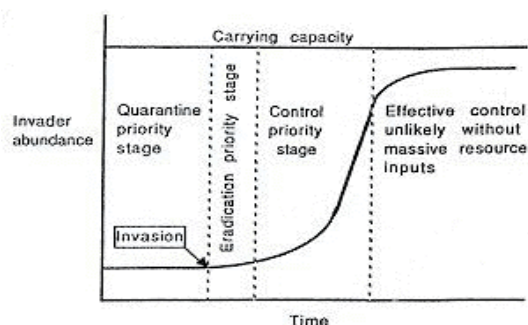 Carrying capacity
Invader
abundance
Quarantine
priority
stage
Eradication priority stage
Control
priority
stage
Effective control
unlikely without
massive resource
inputs
Invasion
Time